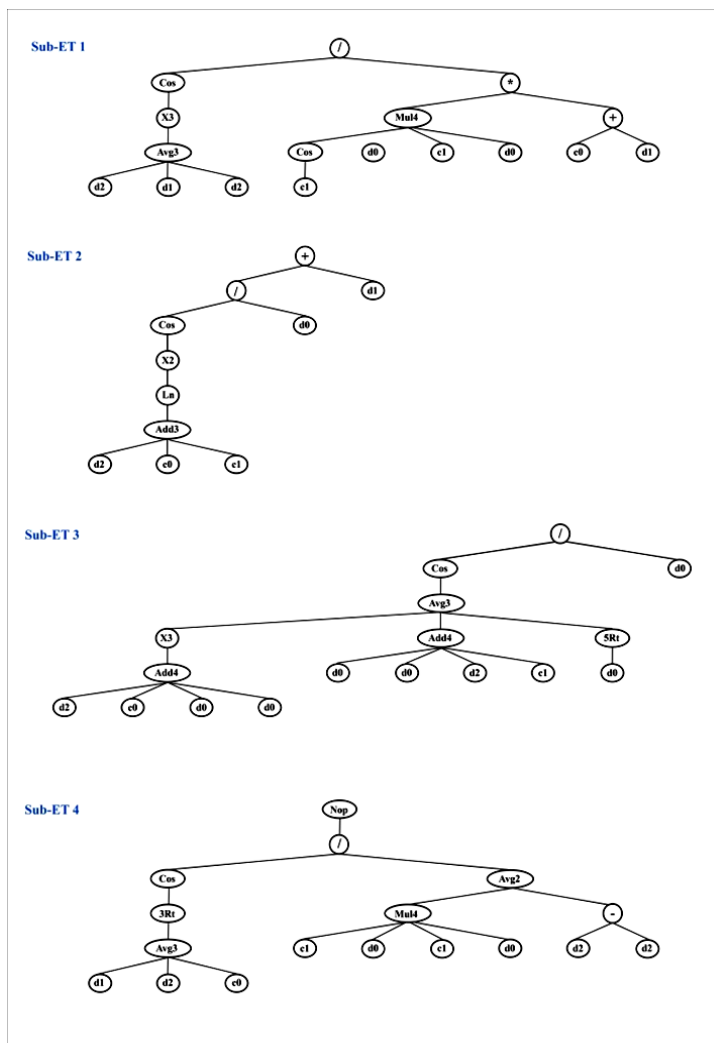 Sub-ET 1
/
Cos *
X3 Mul4 +
Avg3 Cos d0 c1 d0 c0 d1
d2 d1 d2 c1
Sub-ET 2
+
/ d1
Cos d0
X2
Ln
Add3
d2 c0 c1
Sub-ET 3
/
Cos d0
Avg3
X3 Add4 5Rt
Add4 d0 d0 d2 c1 d0
d2 c0 d0 d0
Sub-ET 4
Nop
/
Cos Avg2
3Rt Mul4 -
Avg3 c1 d0 c1 d0 d2 d2
d1 d2 c0